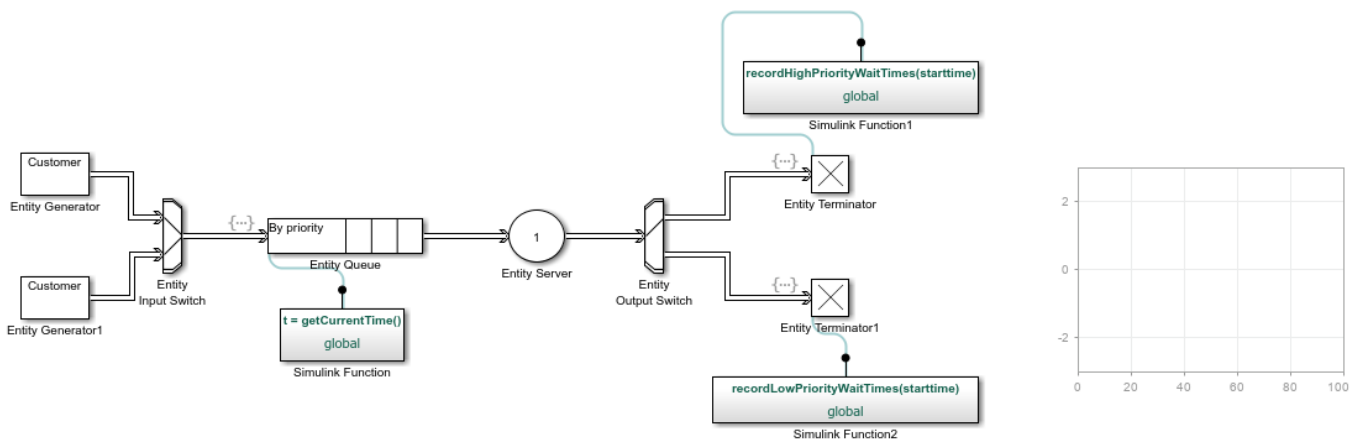 recordHighPriorityWaitTimes(starttime)
global
Simulink Function1
Customer
Entity Generator
{...}
Entity Terminator
{...}
By priority
Entity Queue
1
Entity Server
Entity
Input Switch
Entity
Output Switch
Customer
Entity Generator1
t = getCurrentTime()
global
Simulink Function
{...}
Entity Terminator1
recordLowPriorityWaitTimes(starttime)
global
Simulink Function2
2
0
-2
0 20 40 60 80 100